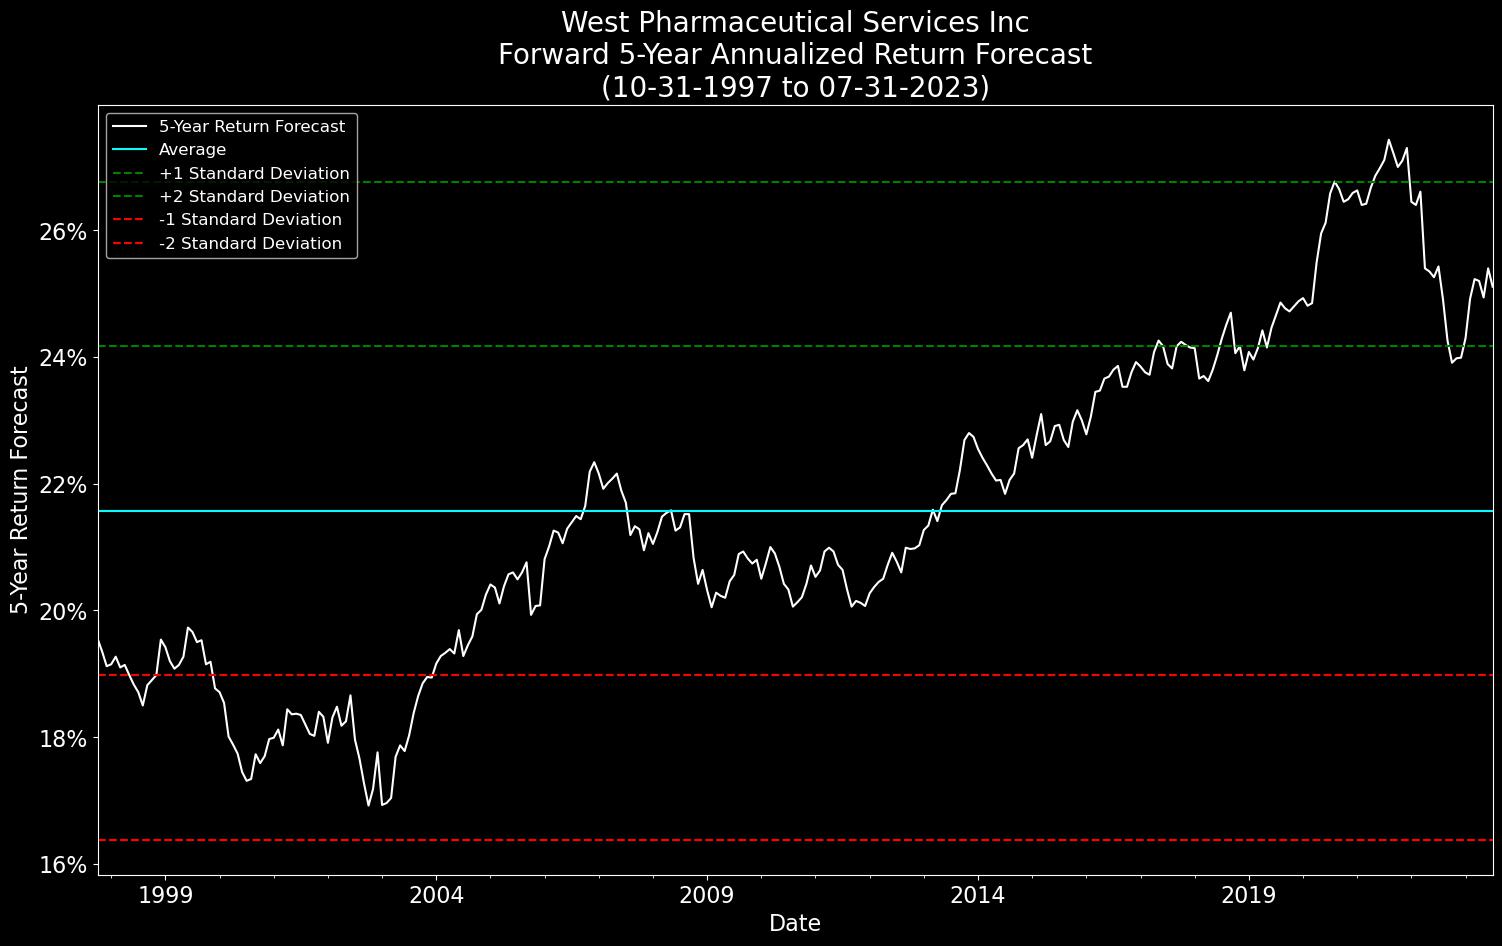 West Pharmaceutical Services Inc
Forward 5-Year Annualized Return Forecast
(10-31-1997 to 07-31-2023)
5-Year Return Forecast
Average
+1 Standard Deviation
+2 Standard Deviation
-1 Standard Deviation
-2 Standard Deviation
26%
24%
22%
20%
18%
16%
5-Year Return Forecast
1999 2004 2009 2014 2019
Date